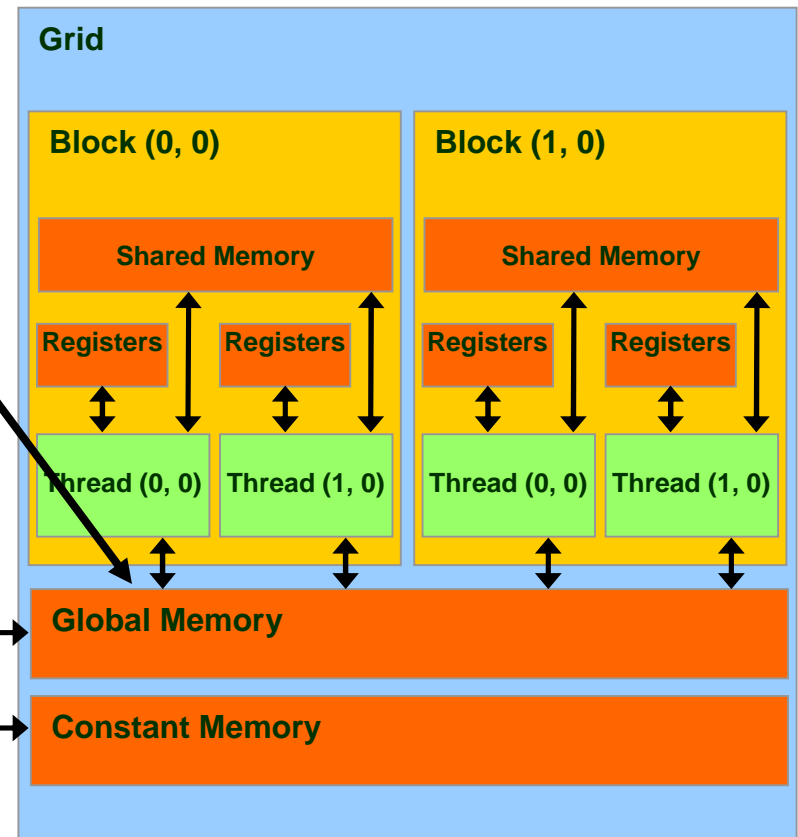 Grid
Block (0, 0)
Block (1, 0)
Shared Memory
Shared Memory
Registers
Registers
Registers
Registers
Thread (0, 0)
Thread (1, 0)
Thread (0, 0)
Thread (1, 0)
Global Memory
Constant Memory